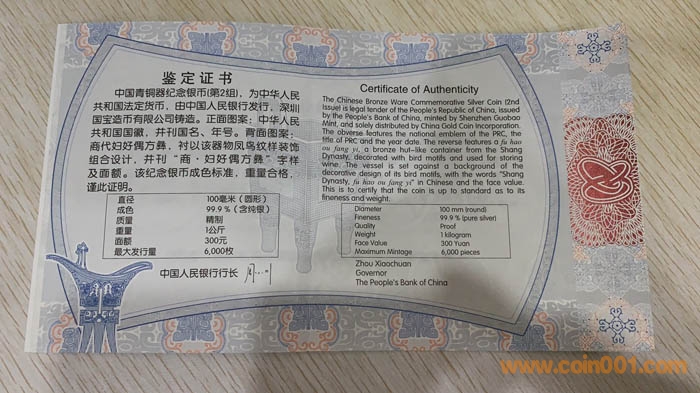 鉴定证书
中国青铜器纪念银币(第2组)，为中华人民
共和国法定货币，由中国人民银行发行，深圳
国宝造币有限公司铸造。正面图案：中华人民
共和国国徽，并刊国名、年号。背面图案：
商代妇好偶方彝，衬以该器物凤鸟纹样装饰
组合设计，并刊“商·妇好偶方彝”字样
及面额。该纪念银币成色标准，重量合格，
谨此证明。
直径 100毫米（圆形）
成色 99.9％（含纯银）
质量 精制
重量 1公斤
面额 300元
最大发行量 6,000枚
中国人民银行行长
Certificate of Authenticity
The Chinese Bronze Ware Commemorative Silver Coin (2nd
Issue) is legal tender of the People's Republic of China, issued
by the People's Bank of China, minted by Shenzhen Guobao
Mint, and solely distributed by China Gold Coin Incorporation.
The obverse features the national emblem of the PRC, the
title of PRC and the year date. The reverse features a fu hao
ou fang yi, a bronze hut-like container from the Shang
Dynasty, decorated with bird motifs and used for storing
wine. The vessel is set against a background of the
decorative design of its bird motifs, with the words "Shang
Dynasty, fu hao ou fang yi" in Chinese and the face value.
This is to certify that the coin is up to standard as to its
fineness and weight.
Diameter 100 mm (round)
Fineness 99.9 % (pure silver)
Quality Proof
Weight 1 kilogram
Face Value 300 Yuan
Maximum Mintage 6,000 pieces
Zhou Xiaochuan
Governor
The People's Bank of China
www.coin001.com